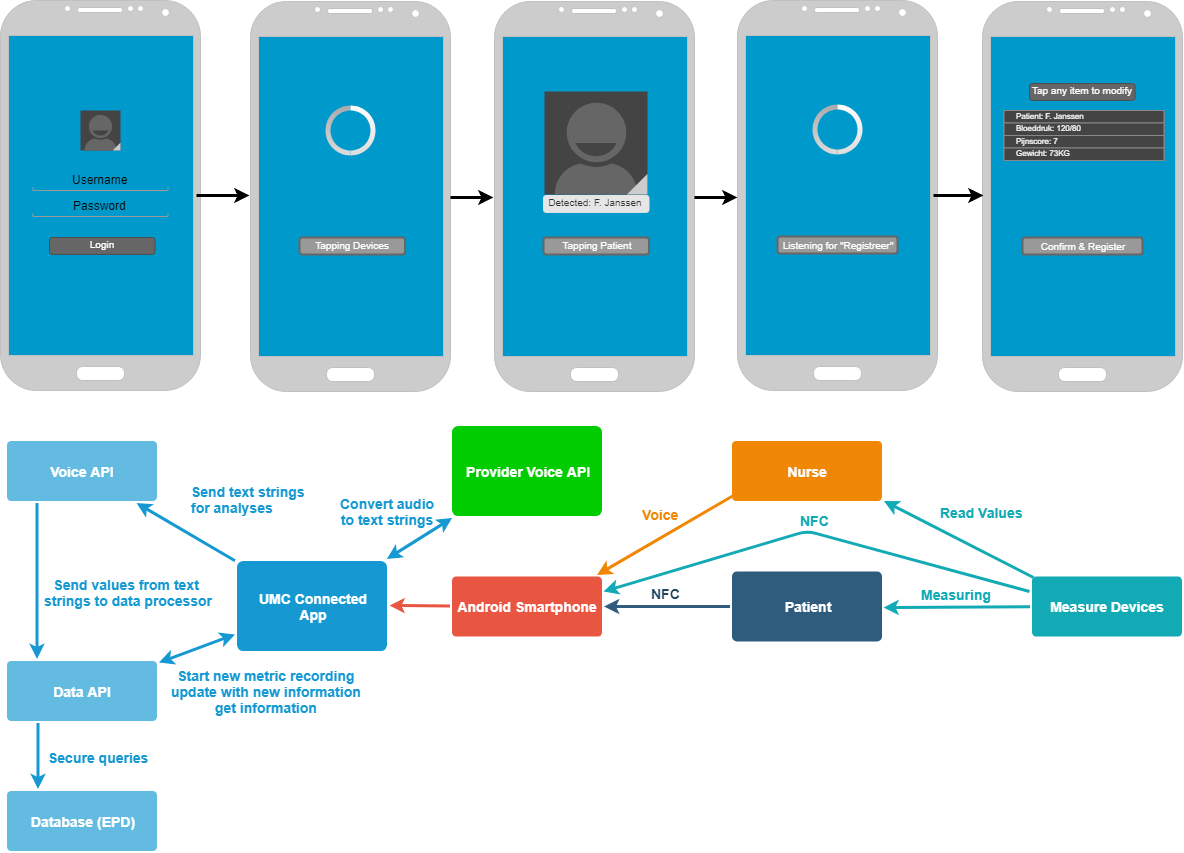 Username
Password
Login
Tapping Devices
Detected: F. Janssen
Tapping Patient
Listening for "Registreer"
Tap any item to modify
Patient: F. Janssen
Bloeddruk: 120/80
Pijnscore: 7
Gewicht: 73KG
Confirm & Register
Voice API
Send text strings
for analyses
Convert audio
to text strings
Provider Voice API
Voice
Nurse
NFC
Read Values
Send values from text
strings to data processor
UMC Connected
App
Android Smartphone
NFC
Patient
Measuring
Measure Devices
Data API
Start new metric recording
update with new information
get information
Secure queries
Database (EPD)